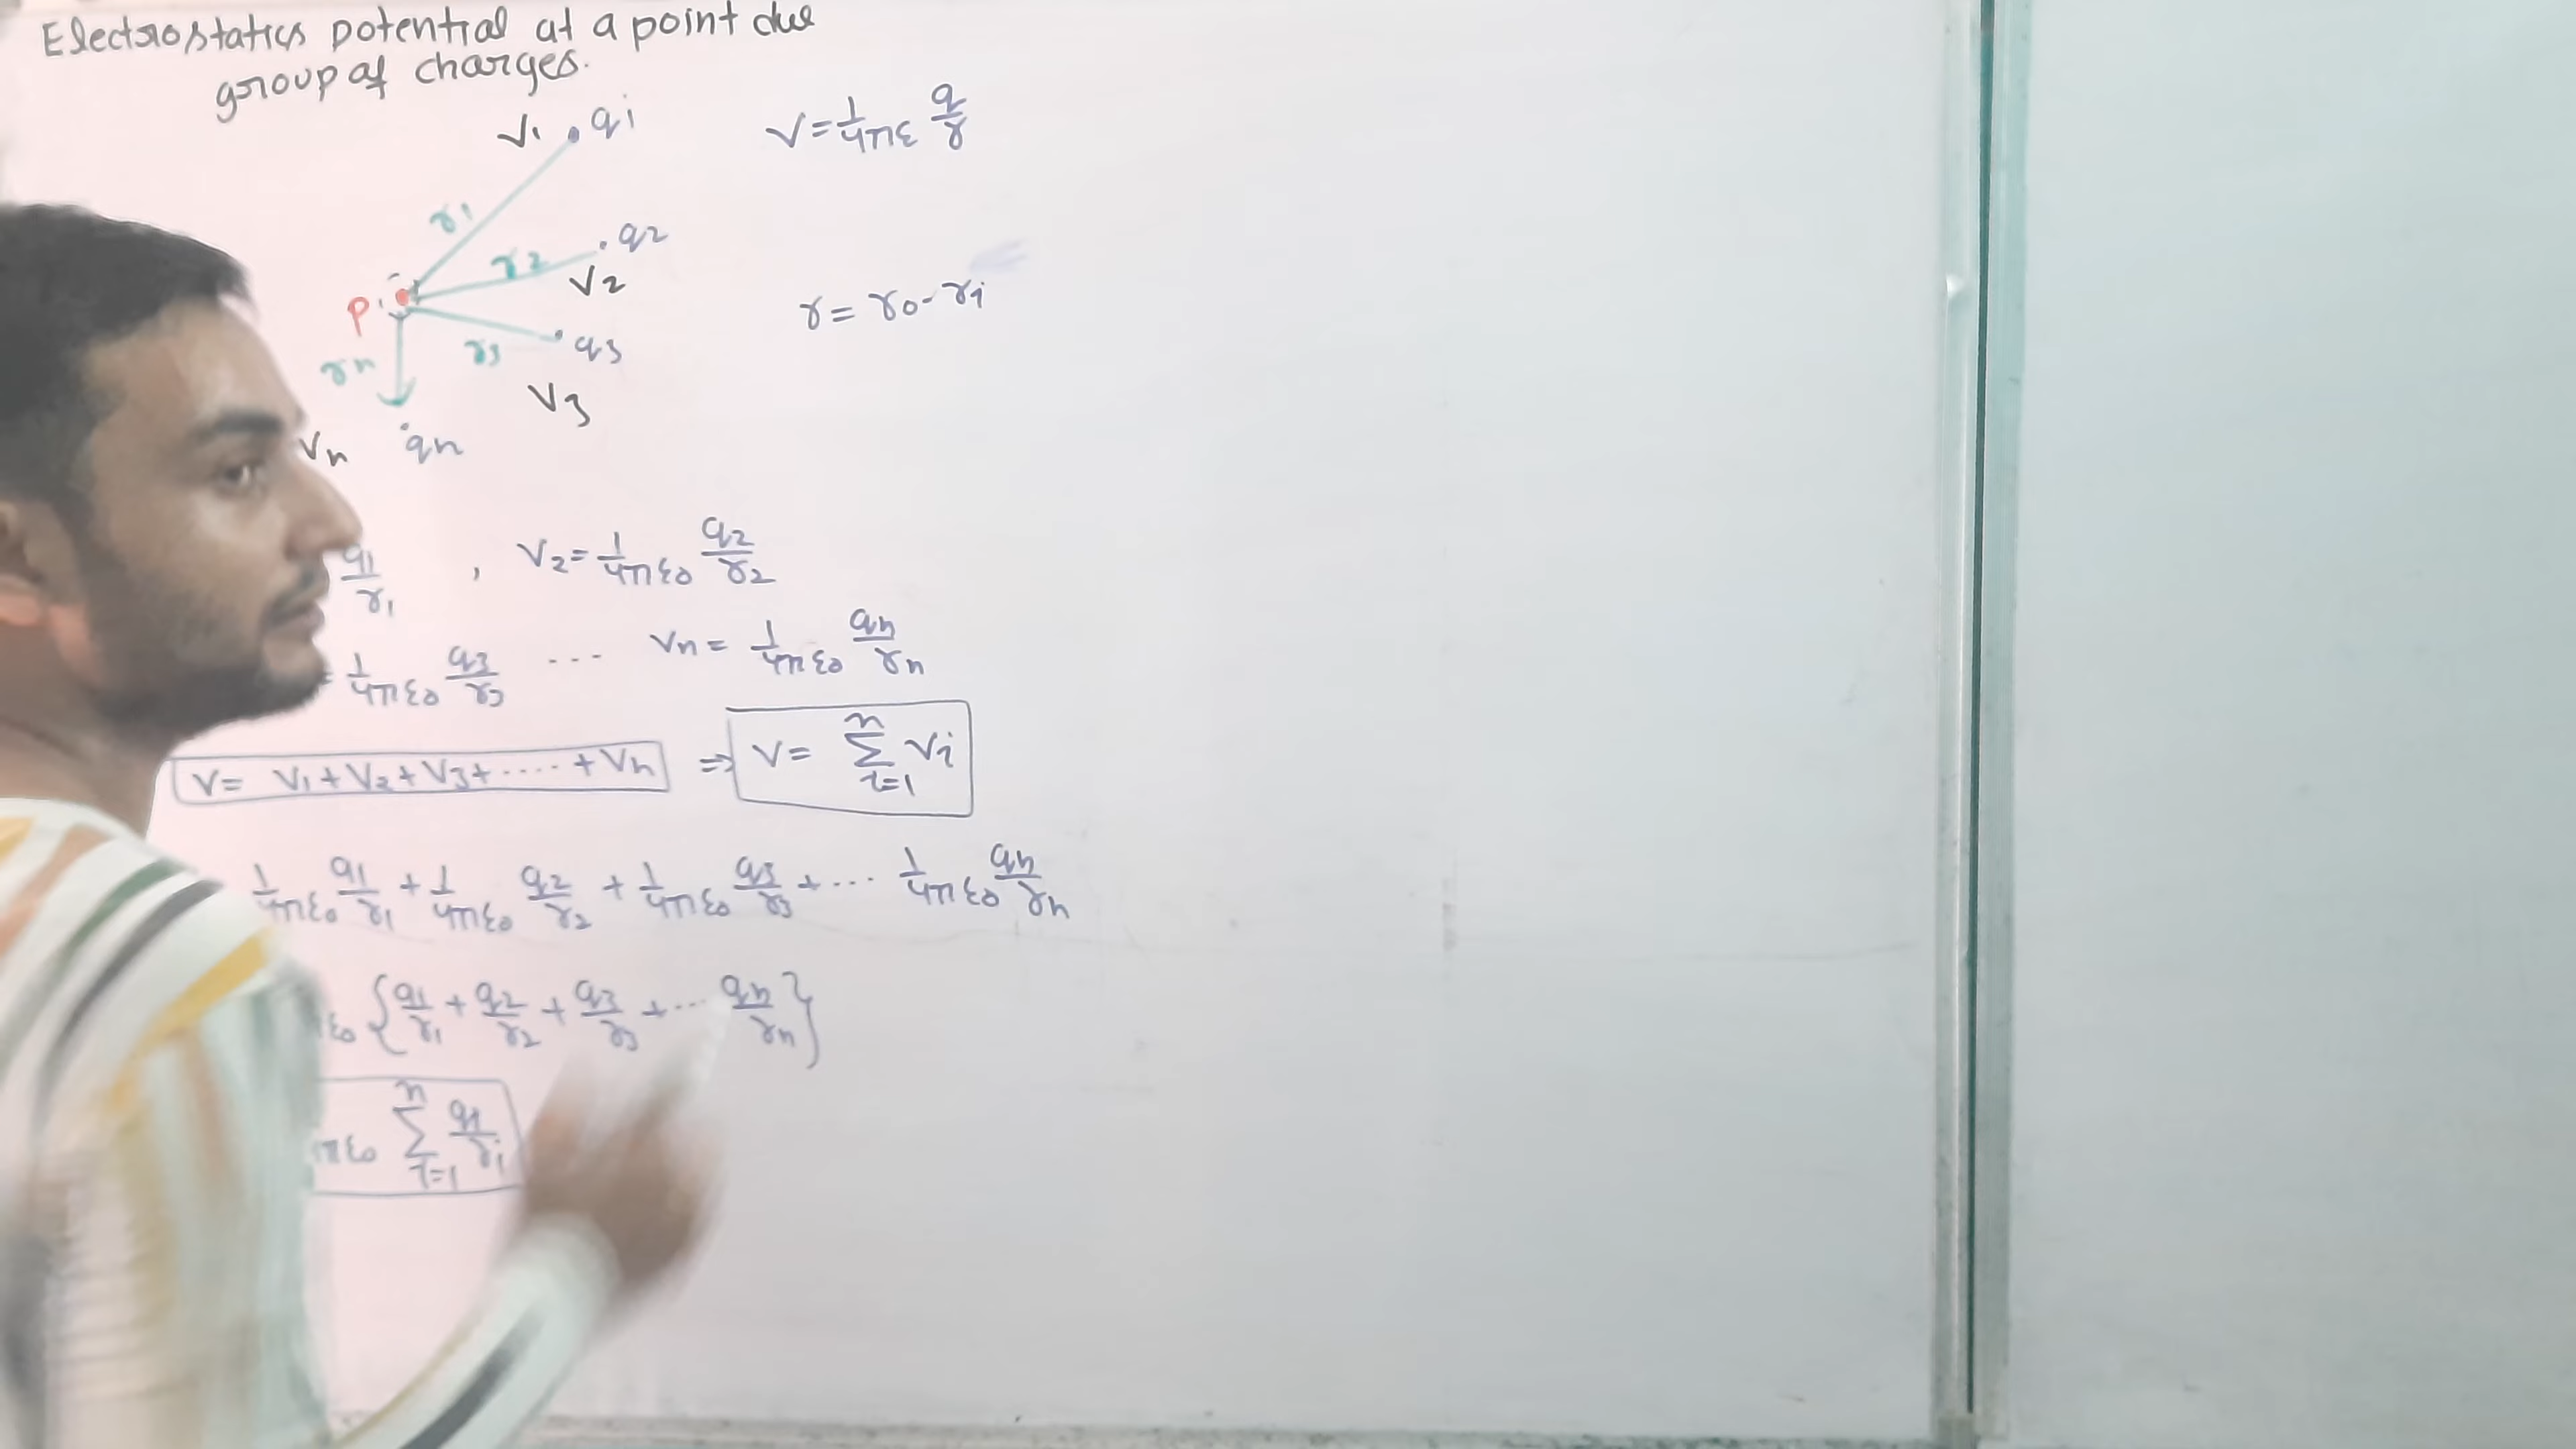 Electrostatics potential at a point due
group of charges.
V1 q1
V = 1/4πε q/r
r1
q2
r2
V2
P
r = r0 - ri
rn r3 q3
V3
Vn qn
q1/r1 , V2 = 1/4πε0 q2/r2
= 1/4πε0 q3/r3 ... Vn = 1/4πε0 qn/rn
V = V1 + V2 + V3 + ..... + Vn ⇒ V = Σ i=1 n Vi
1/4πε0 q1/r1 + 1/4πε0 q2/r2 + 1/4πε0 q3/r3 + ... 1/4πε0 qn/rn
ε0 { q1/r1 + q2/r2 + q3/r3 + ... qn/rn }
πε0 Σ i=1 n qi/ri